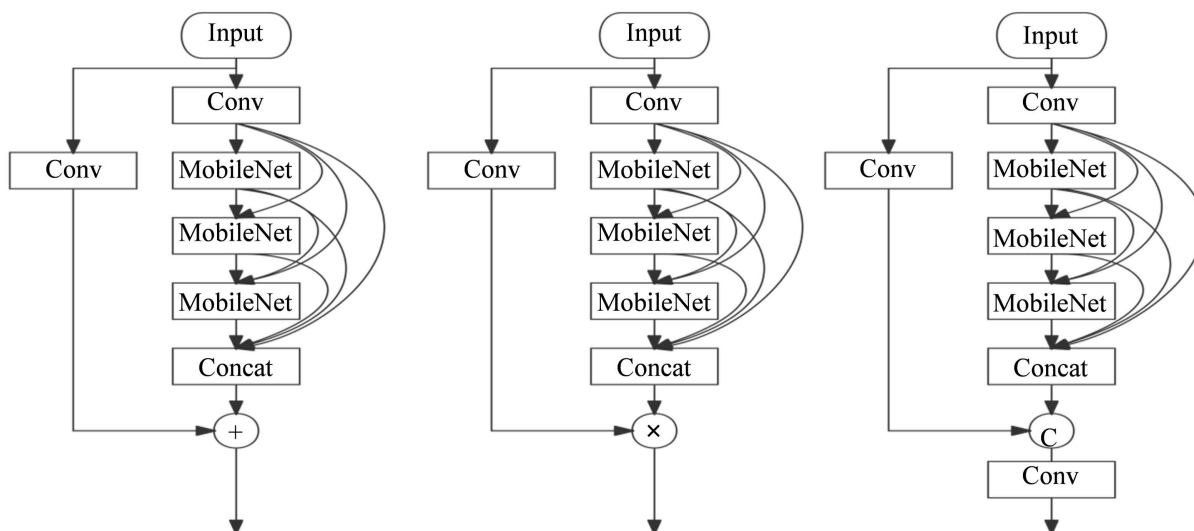 Input
Conv
Conv
MobileNet
MobileNet
MobileNet
Concat
+
Input
Conv
Conv
MobileNet
MobileNet
MobileNet
Concat
×
Input
Conv
Conv
MobileNet
MobileNet
MobileNet
Concat
C
Conv